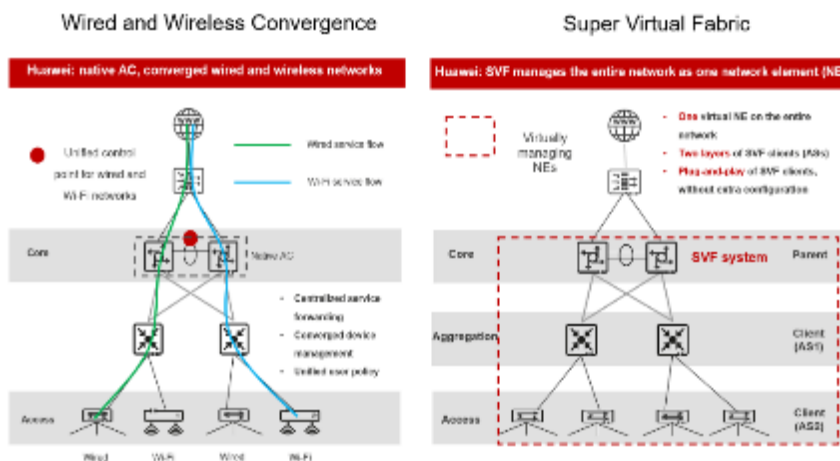 Wired and Wireless Convergence
Huawei: native AC, converged wired and wireless networks
WWW
Unified control
point for wired and
Wi-Fi networks
Wired service flow
Wi-Fi service flow
Core
Native AC
- Centralized service
forwarding
- Converged device
management
- Unified user policy
Access
Wired
Wi-Fi
Wired
Wi-Fi
Super Virtual Fabric
Huawei: SVF manages the entire network as one network element (NE
Virtually
managing
NEs
WWW
- One virtual NE on the entire
network
- Two layers of SVF clients (ASs)
- Plug-and-play of SVF clients,
without extra configuration
Core
SVF system
Parent
Aggregation
Client
(AS1)
Access
Client
(AS2)